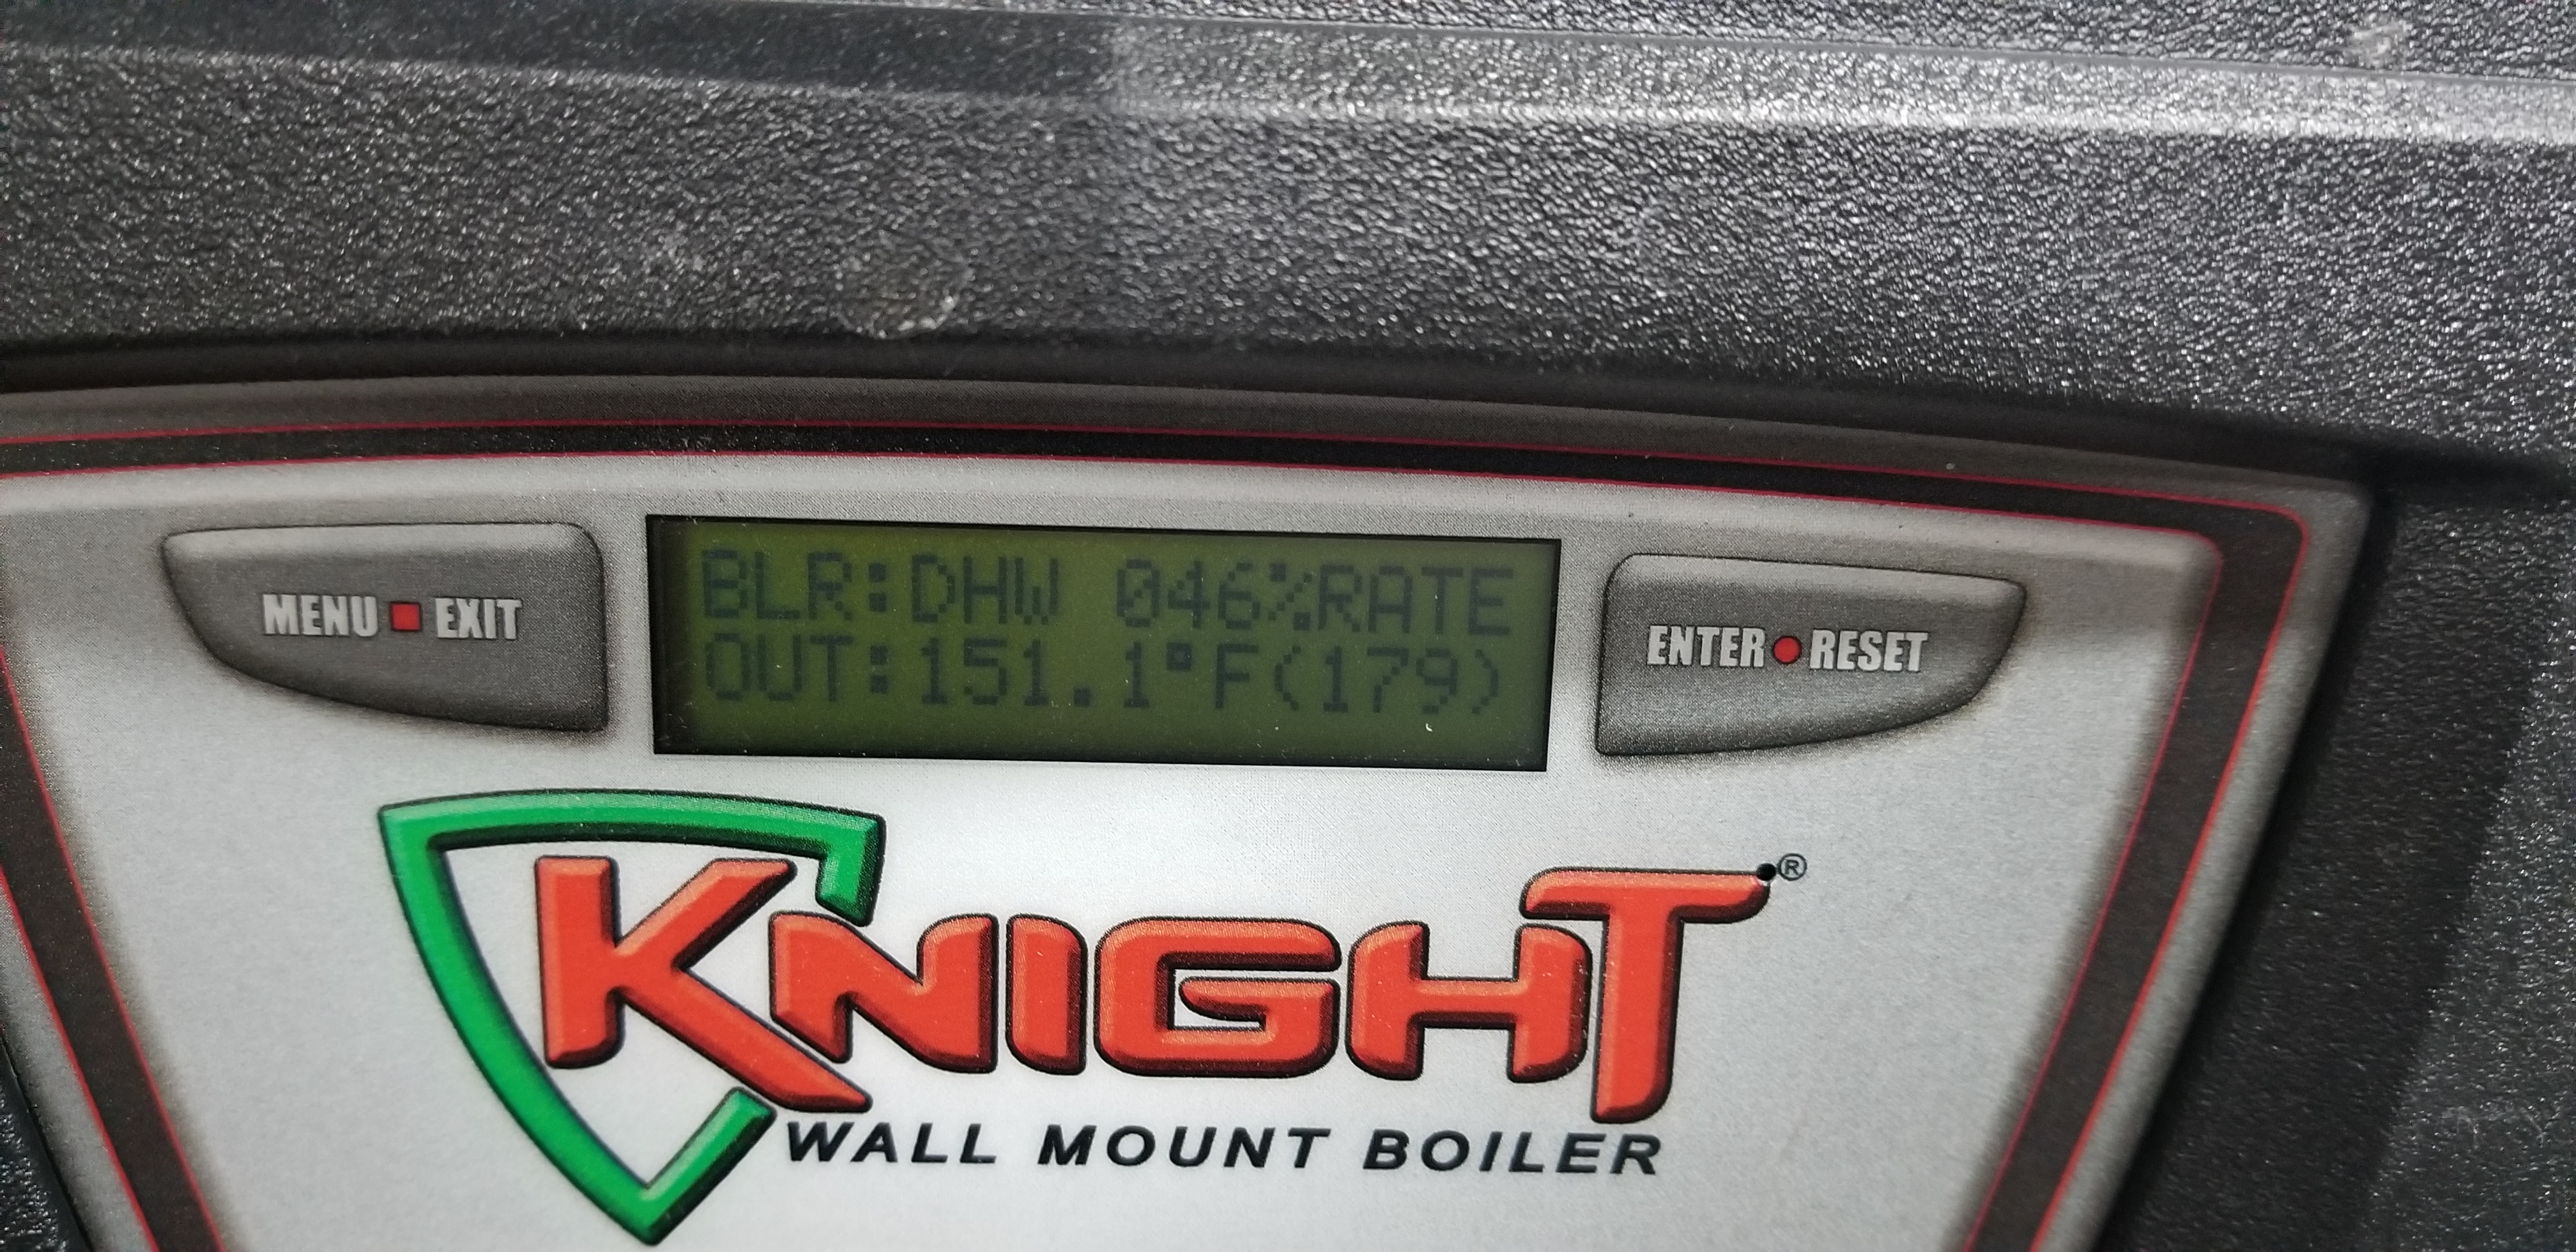 MENU EXIT
BLR:DHW 046%RATE
OUT:151.1°F(179)
ENTER RESET
KNIGHT®
WALL MOUNT BOILER